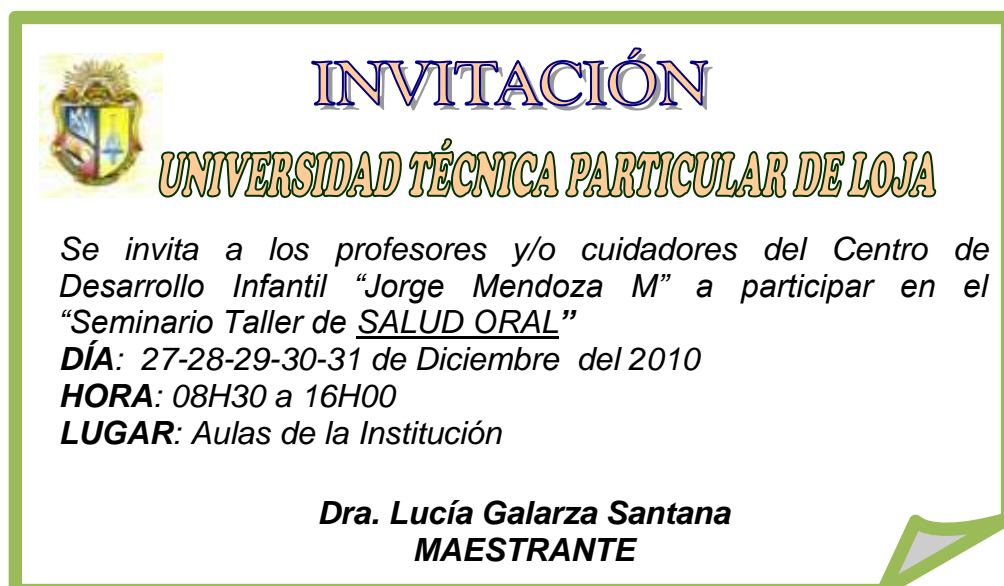 INVITACIÓN
UNIVERSIDAD TÉCNICA PARTICULAR DE LOJA
Se invita a los profesores y/o cuidadores del Centro de
Desarrollo Infantil “Jorge Mendoza M” a participar en el
“Seminario Taller de SALUD ORAL”
DÍA: 27-28-29-30-31 de Diciembre del 2010
HORA: 08H30 a 16H00
LUGAR: Aulas de la Institución
Dra. Lucía Galarza Santana
MAESTRANTE